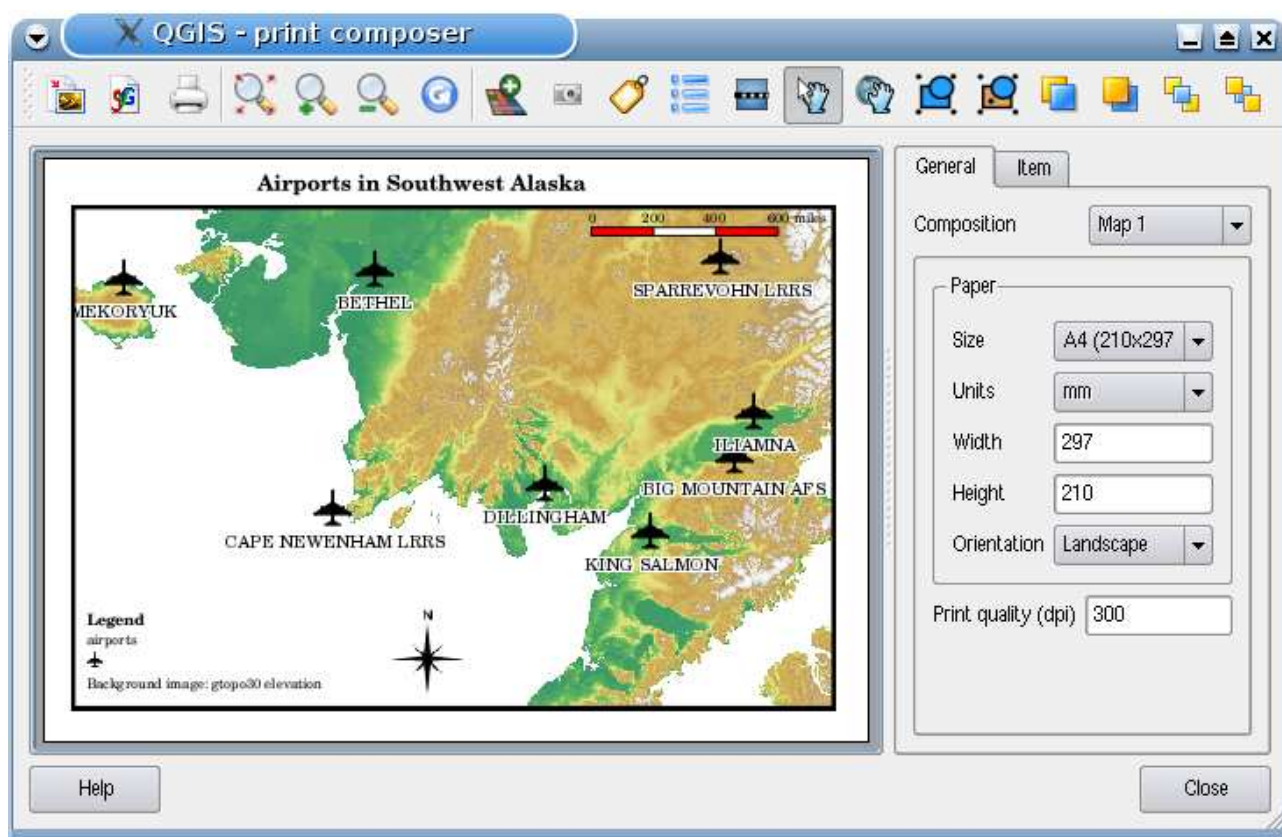 QGIS - print composer
Airports in Southwest Alaska
0 200 400 600 miles
MEKORYUK
BETHEL
SPARREVOHN LRRS
ILIAMNA
BIG MOUNTAIN AFS
DILLINGHAM
CAPE NEWENHAM LRRS
KING SALMON
N
Legend
airports
Background image: gtopo30 elevation
General Item
Composition Map 1
Paper
Size A4 (210x297
Units mm
Width 297
Height 210
Orientation Landscape
Print quality (dpi) 300
Help
Close